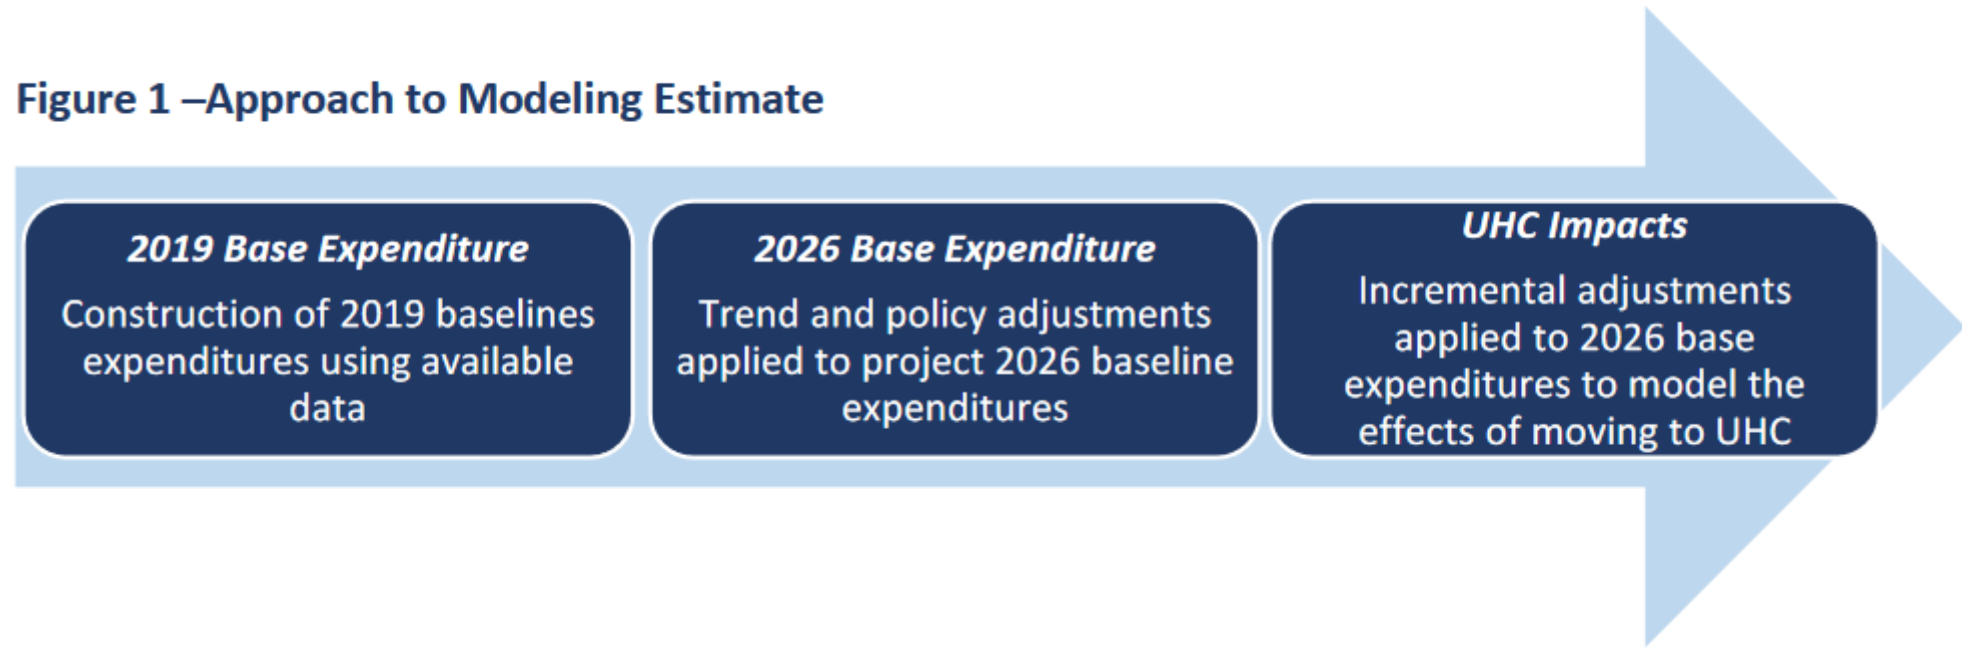 Figure 1 –Approach to Modeling Estimate
2019 Base Expenditure
Construction of 2019 baselines
expenditures using available
data
2026 Base Expenditure
Trend and policy adjustments
applied to project 2026 baseline
expenditures
UHC Impacts
Incremental adjustments
applied to 2026 base
expenditures to model the
effects of moving to UHC